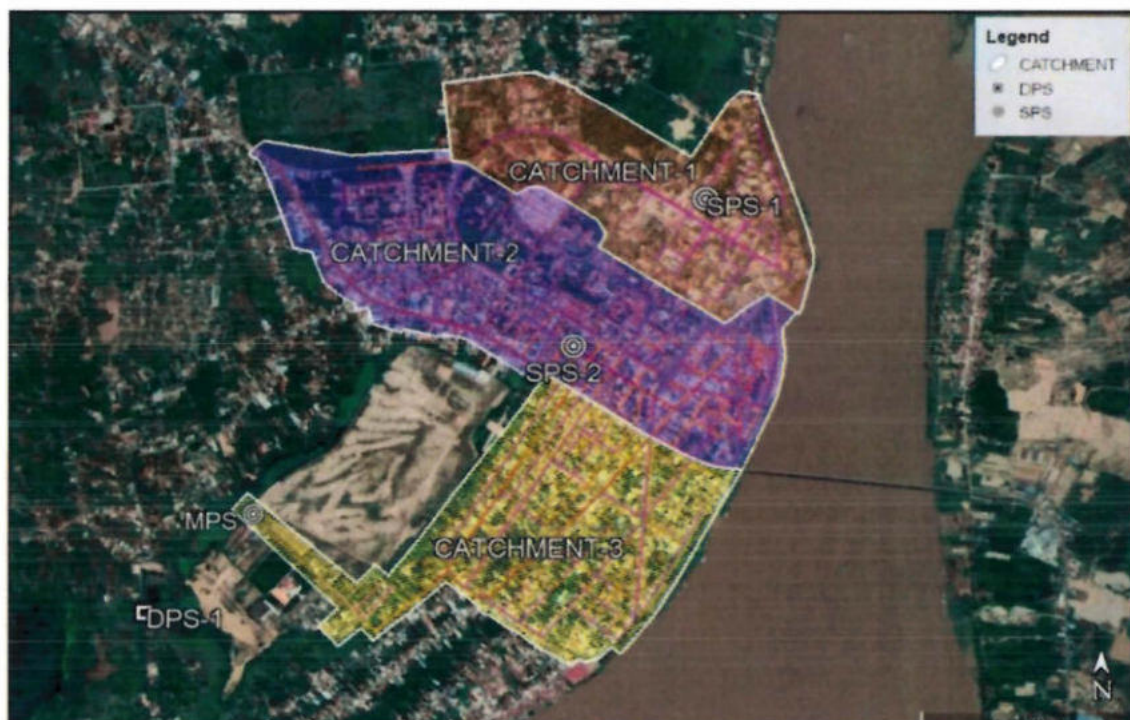 Legend
CATCHMENT
DPS
SPS
CATCHMENT-1
SPS-1
CATCHMENT-2
SPS-2
MPS
CATCHMENT-3
DPS-1
N